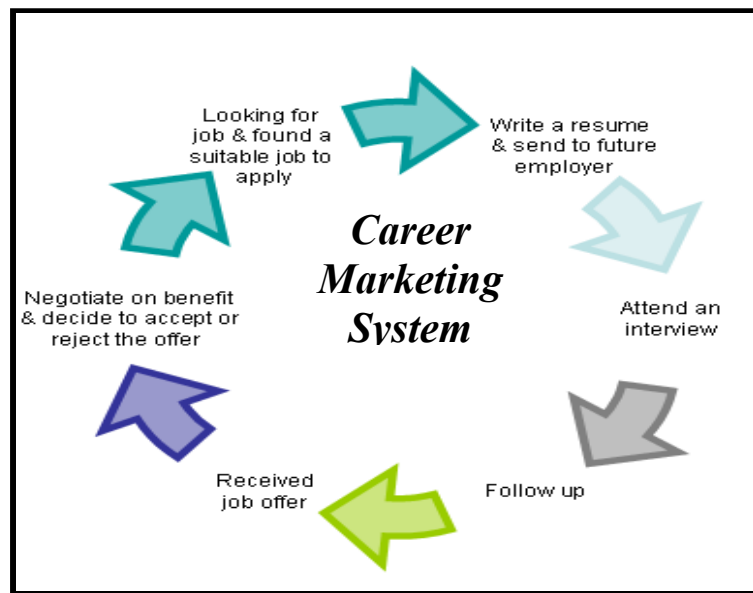 Looking for
job & found a
suitable job to
apply
Write a resume
& send to future
employer
Career
Marketing
System
Attend an
interview
Follow up
Received
job offer
Negotiate on benefit
& decide to accept or
reject the offer